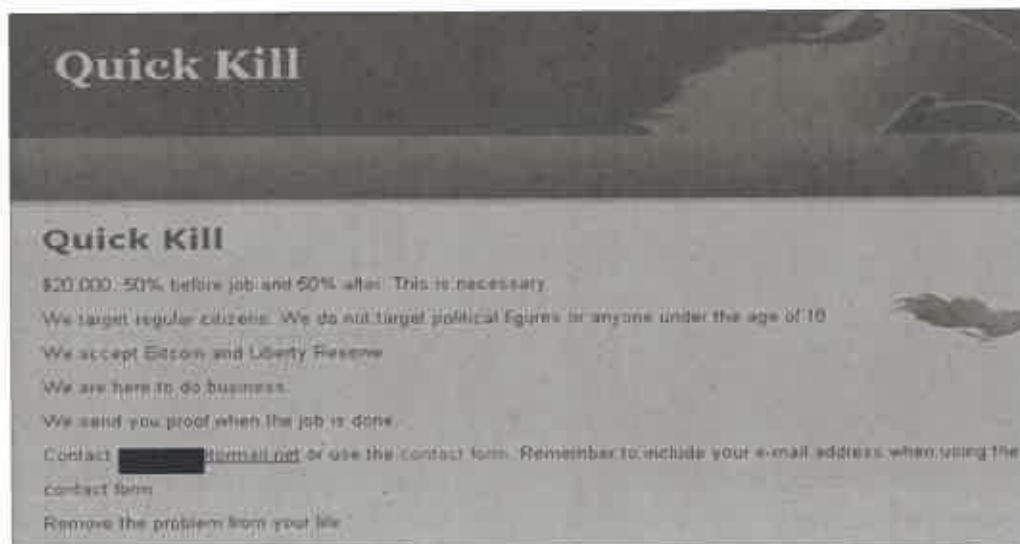 Quick Kill
Quick Kill
$20,000. 50% before job and 50% after. This is necessary
We target regular citizens. We do not target political figures or anyone under the age of
We accept Bitcoin and Liberty Reserve
We are here to do business.
We send you proof when the job is done.
Contact tormail.net or use the contact form. Remember to include your e-mail address when using the
contact form
Remove the problem from your life